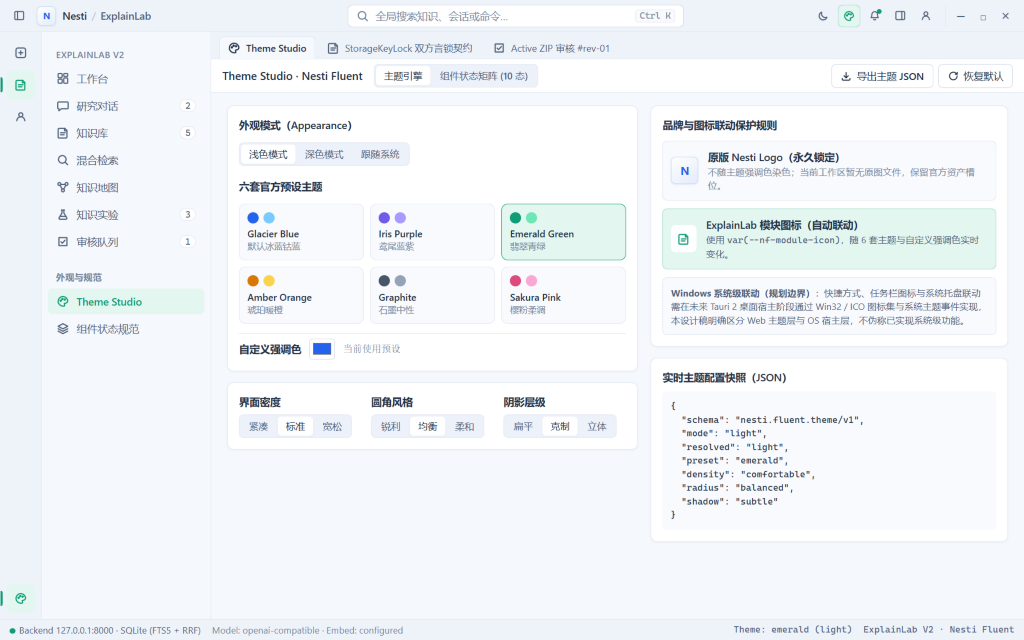 N Nesti / ExplainLab
全局搜索知识、会话或命令... Ctrl K
EXPLAINLAB V2
工作台
研究对话 2
知识库 5
混合检索
知识地图
知识实验 3
审核队列 1
外观与规范
Theme Studio
组件状态规范
Theme Studio
StorageKeyLock 双方言锁契约
Active ZIP 审核 #rev-01
Theme Studio · Nesti Fluent
主题引擎
组件状态矩阵 (10 态)
导出主题 JSON
恢复默认
外观模式（Appearance）
浅色模式 深色模式 跟随系统
六套官方预设主题
Glacier Blue
默认冰蓝钴蓝
Iris Purple
鸢尾蓝紫
Emerald Green
翡翠青绿
Amber Orange
琥珀暖橙
Graphite
石墨中性
Sakura Pink
樱粉柔调
自定义强调色 当前使用预设
界面密度
紧凑 标准 宽松
圆角风格
锐利 均衡 柔和
阴影层级
扁平 克制 立体
品牌与图标联动保护规则
N
原版 Nesti Logo（永久锁定）
不随主题强调色染色；当前工作区暂无原图文件，保留官方资产槽
位。
ExplainLab 模块图标（自动联动）
使用 var(--nf-module-icon)，随 6 套主题与自定义强调色实时
变化。
Windows 系统级联动（规划边界）：快捷方式、任务栏图标与系统托盘联动
需在未来 Tauri 2 桌面宿主阶段通过 Win32 / ICO 图标集与系统主题事件实现，
本设计稿明确区分 Web 主题层与 OS 宿主层，不伪称已实现系统级功能。
实时主题配置快照（JSON）
{
"schema": "nesti.fluent.theme/v1",
"mode": "light",
"resolved": "light",
"preset": "emerald",
"density": "comfortable",
"radius": "balanced",
"shadow": "subtle"
}
Backend 127.0.0.1:8000 · SQLite (FTS5 + RRF) Model: openai-compatible · Embed: configured
Theme: emerald (light) ExplainLab V2 · Nesti Fluent